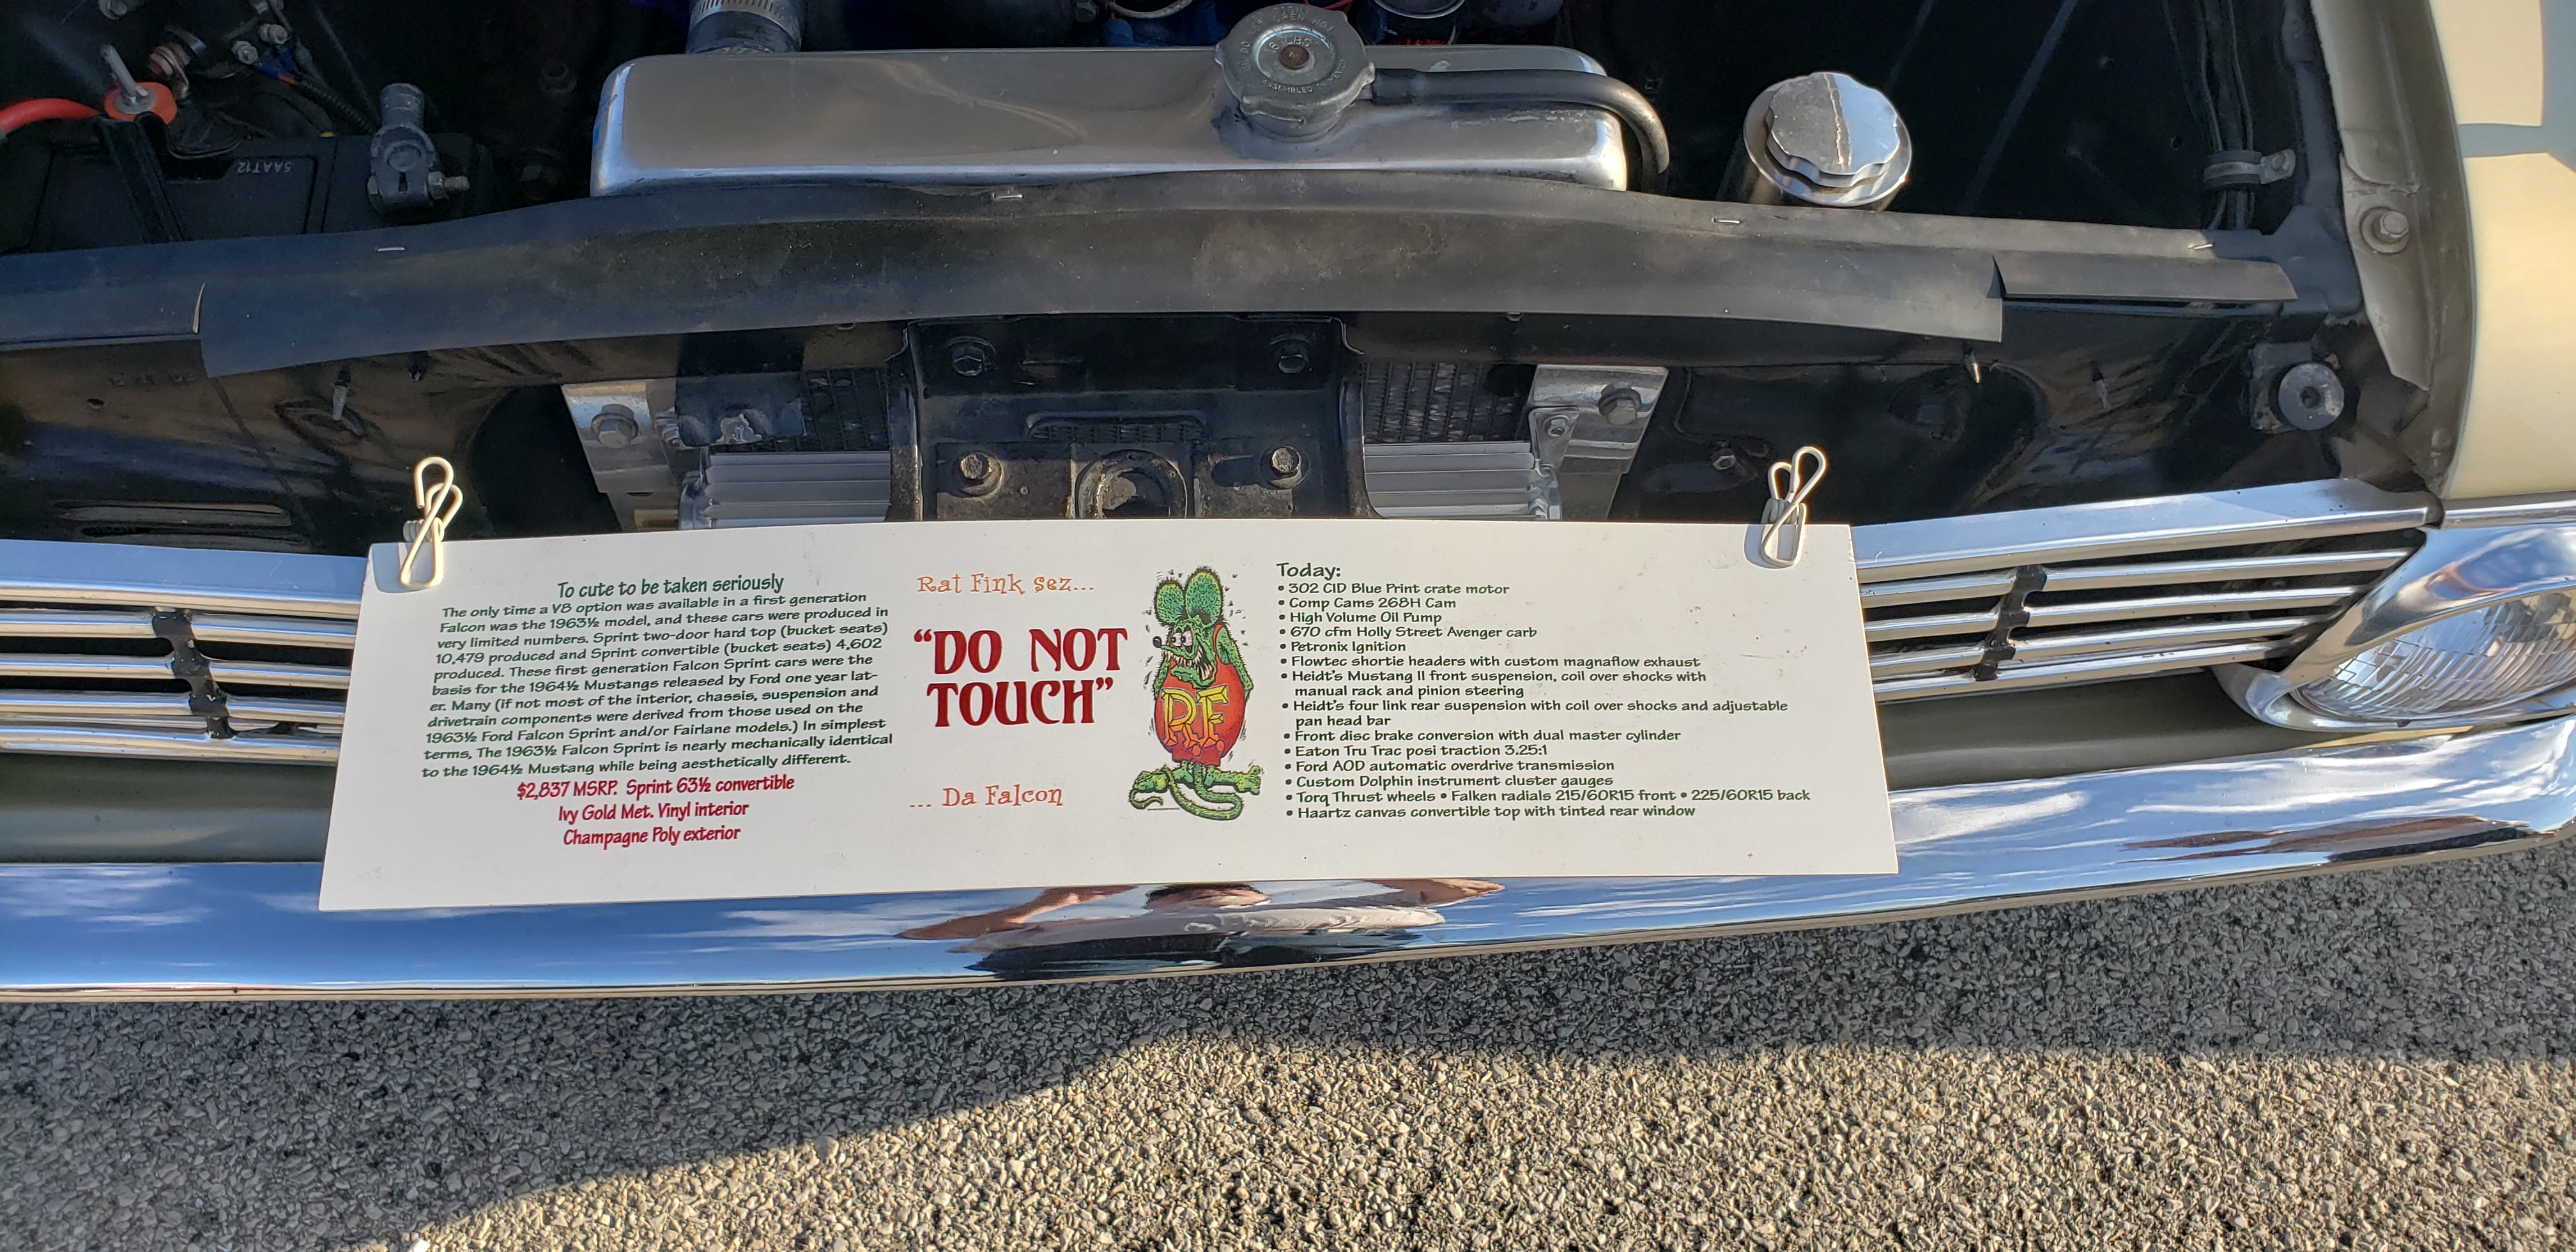 18 LBS
ASSEMBLED
5AAT12
To cute to be taken seriously
The only time a V8 option was available in a first generation
Falcon was the 1963½ model, and these cars were produced in
very limited numbers. Sprint two-door hard top (bucket seats)
10,479 produced and Sprint convertible (bucket seats) 4,602
produced. These first generation Falcon Sprint cars were the
basis for the 1964½ Mustangs released by Ford one year lat-
er. Many (if not most of the interior, chassis, suspension and
drivetrain components were derived from those used on the
1963½ Ford Falcon Sprint and/or Fairlane models.) In simplest
terms, The 1963½ Falcon Sprint is nearly mechanically identical
to the 1964½ Mustang while being aesthetically different.
$2,837 MSRP. Sprint 63½ convertible
Ivy Gold Met. Vinyl interior
Champagne Poly exterior
Rat Fink sez...
“DO NOT
TOUCH”
... Da Falcon
RF
Today:
• 302 CID Blue Print crate motor
• Comp Cams 268H Cam
• High Volume Oil Pump
• 670 cfm Holly Street Avenger carb
• Petronix Ignition
• Flowtec shortie headers with custom magnaflow exhaust
• Heidt's Mustang II front suspension, coil over shocks with
manual rack and pinion steering
• Heidt's four link rear suspension with coil over shocks and adjustable
pan head bar
• Front disc brake conversion with dual master cylinder
• Eaton Tru Trac posi traction 3.25:1
• Ford AOD automatic overdrive transmission
• Custom Dolphin instrument cluster gauges
• Torq Thrust wheels • Falken radials 215/60R15 front • 225/60R15 back
• Haartz canvas convertible top with tinted rear window